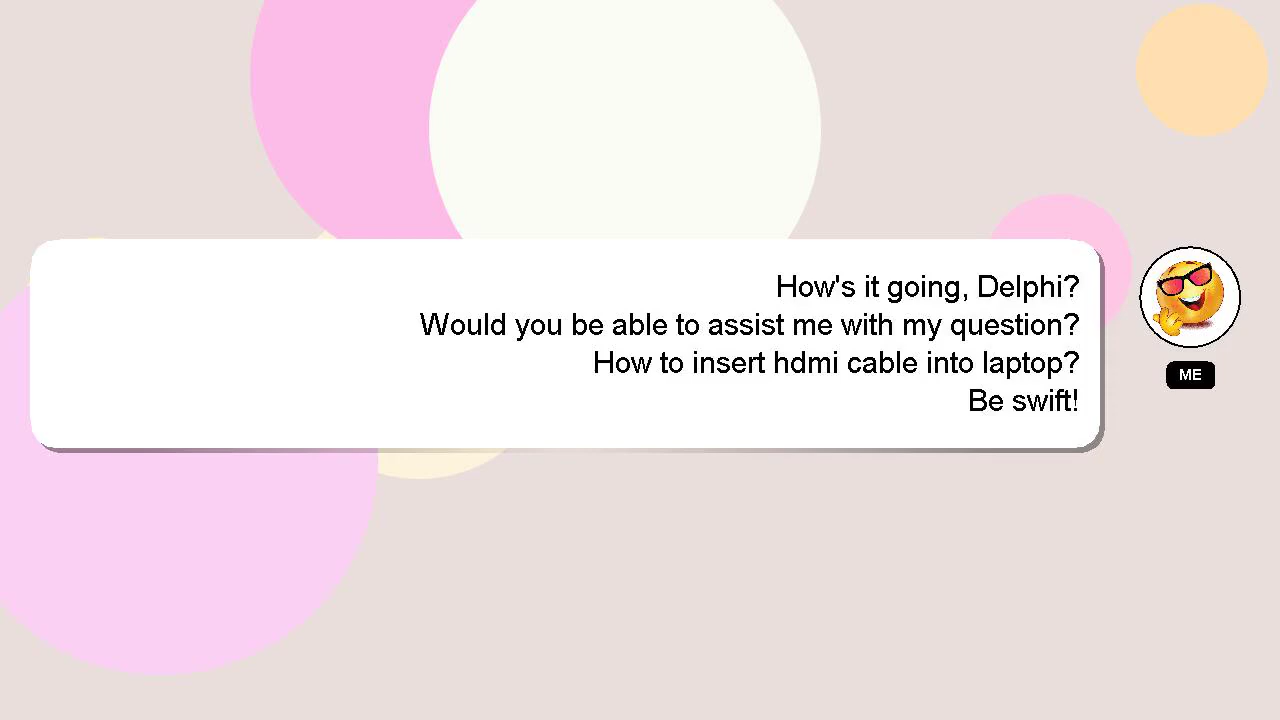 How's it going, Delphi?
Would you be able to assist me with my question?
How to insert hdmi cable into laptop?
Be swift!
ME